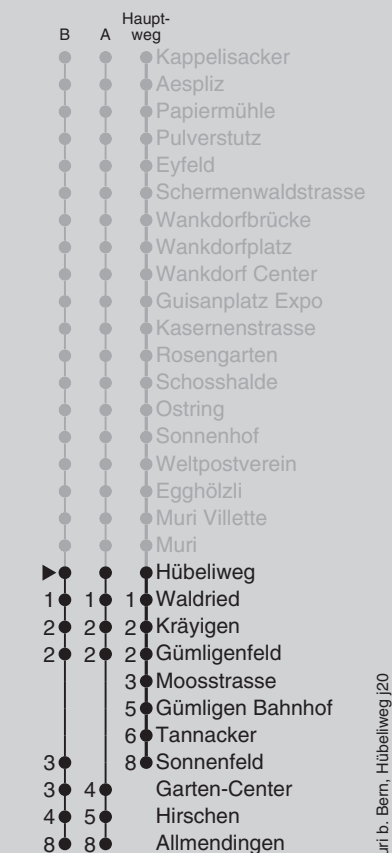 Haupt-
B A weg
Kappelisacker
Aespliz
Papiermühle
Pulverstutz
Eyfeld
Schermenwaldstrasse
Wankdorfbrücke
Wankdorfplatz
Wankdorf Center
Guisanplatz Expo
Kasernenstrasse
Rosengarten
Schosshalde
Ostring
Sonnenhof
Weltpostverein
Egghölzli
Muri Villette
Muri
Hübeliweg
1 1 1 Waldried
2 2 2 Kräyigen
2 2 2 Gümligenfeld
3 Moosstrasse
5 Gümligen Bahnhof
6 Tannacker
3 8 Sonnenfeld
3 4 Garten-Center
4 5 Hirschen
8 8 Allmendingen
b. Bern, Hübeliweg j20